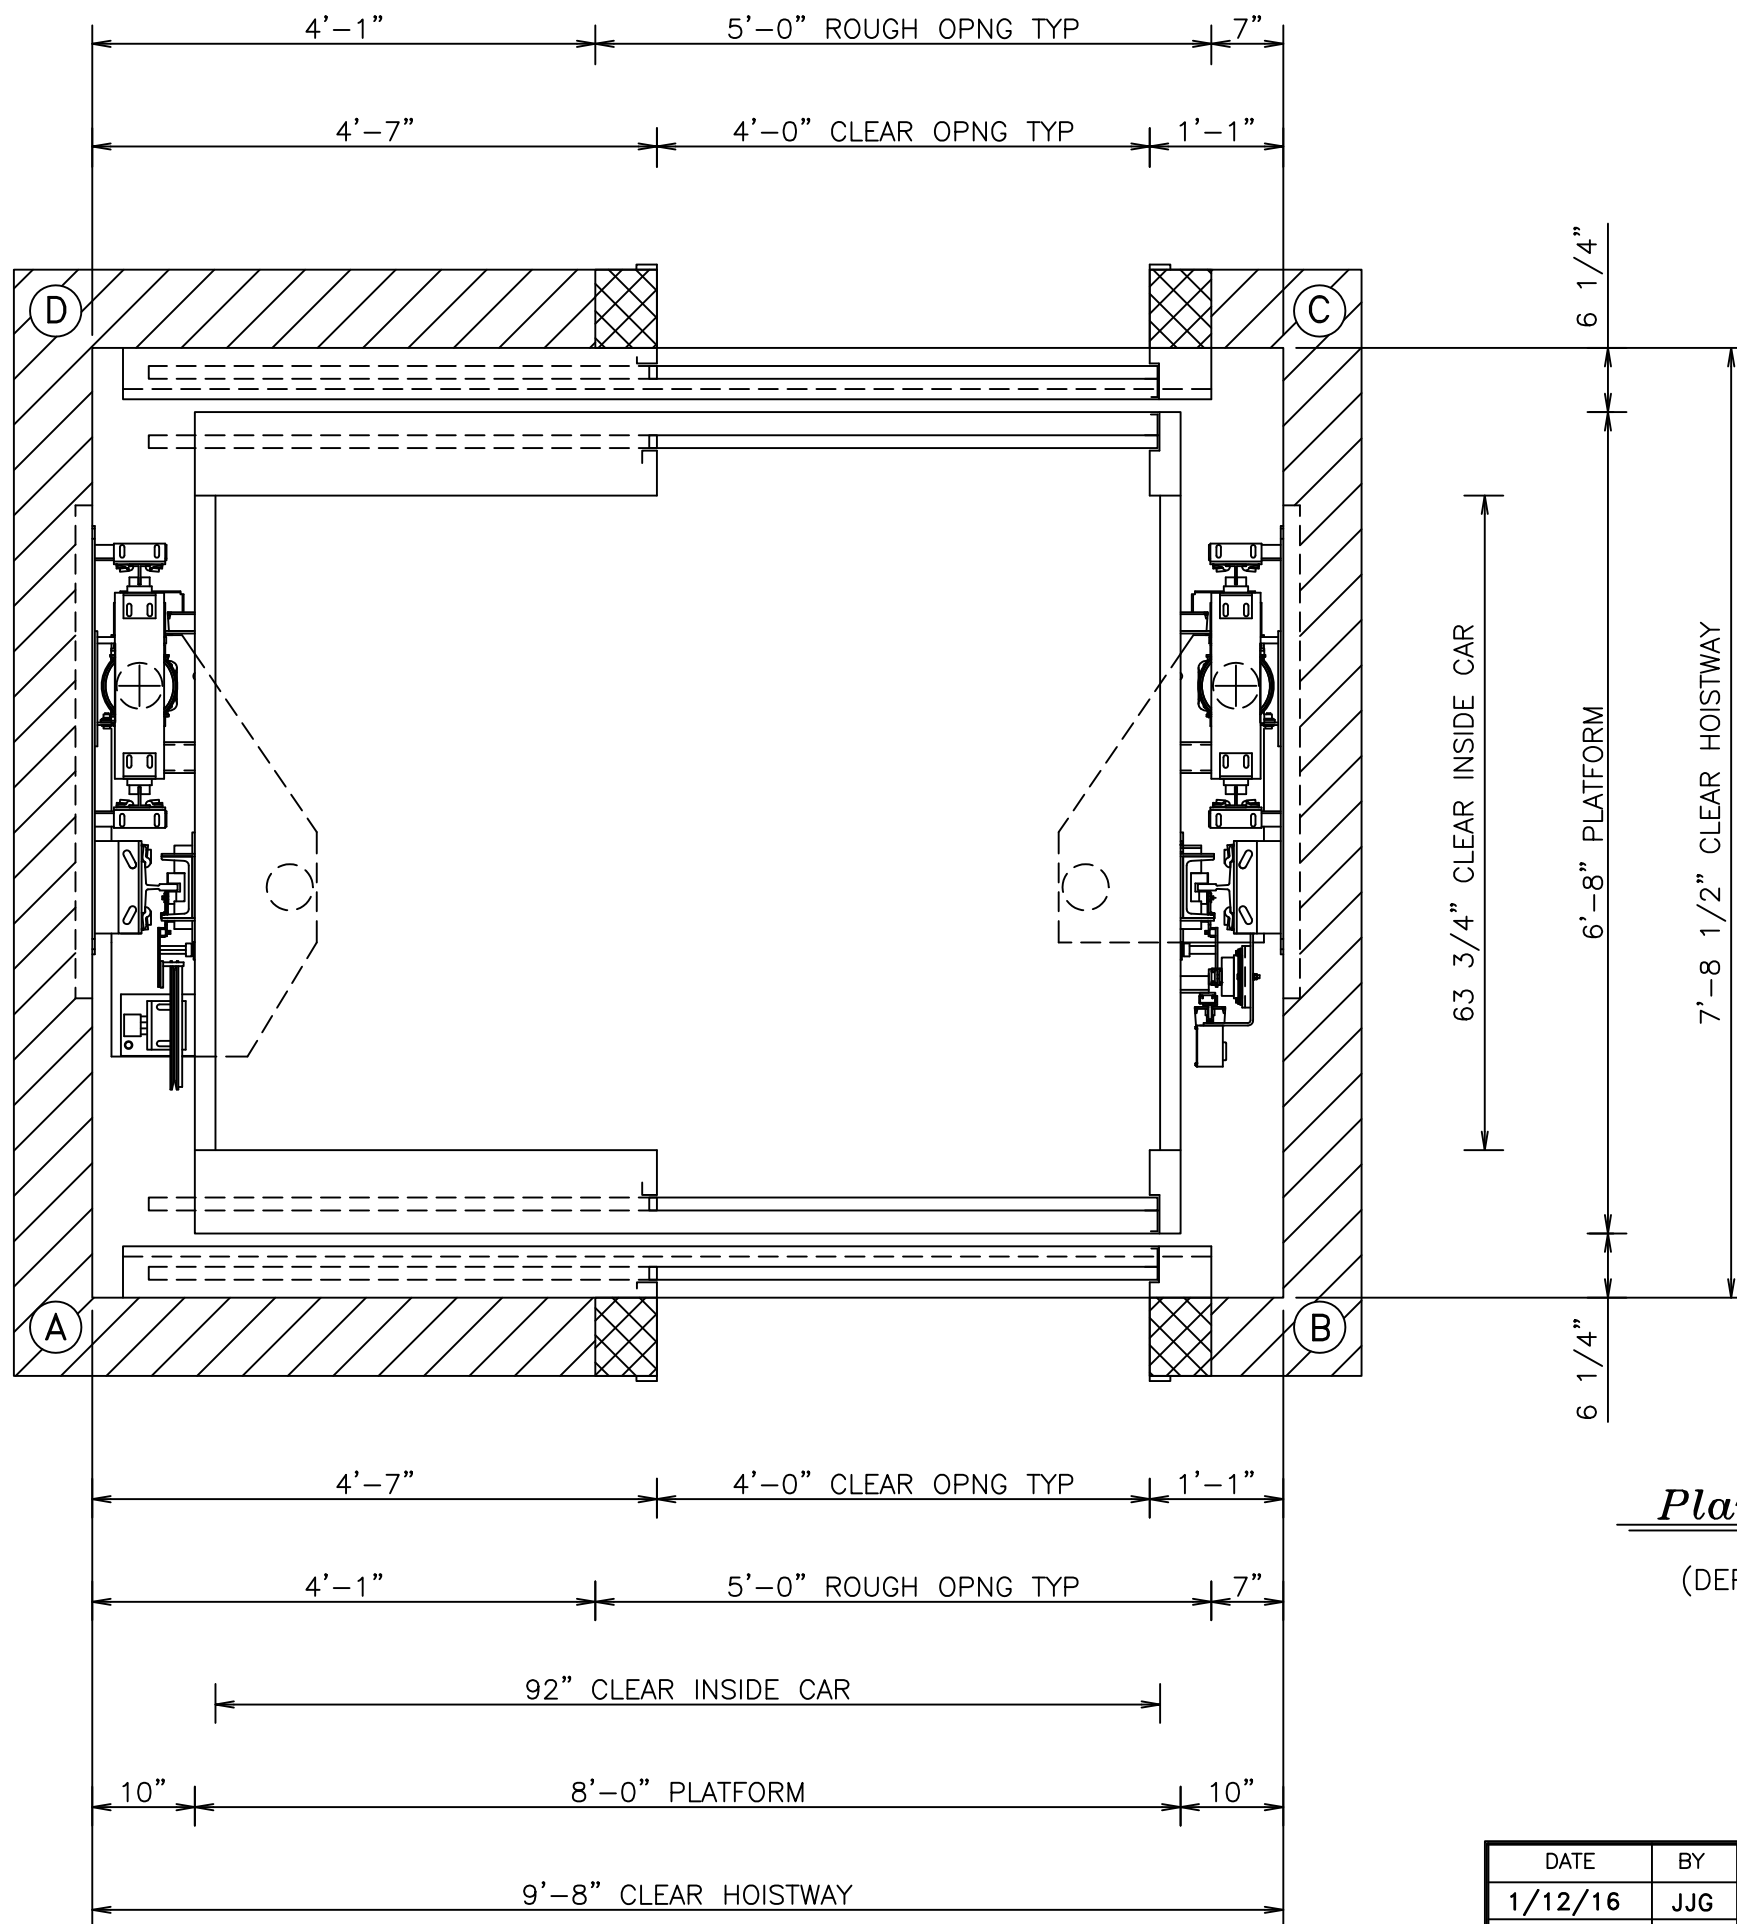 4'-1" 5'-0" ROUGH OPNG TYP 7"
4'-7" 4'-0" CLEAR OPNG TYP 1'-1"
6 1/4"
D C
63 3/4" CLEAR INSIDE CAR
6'-8" PLATFORM
7'-8 1/2" CLEAR HOISTWAY
A B
6 1/4"
4'-7" 4'-0" CLEAR OPNG TYP 1'-1"
4'-1" 5'-0" ROUGH OPNG TYP 7"
92" CLEAR INSIDE CAR
10" 8'-0" PLATFORM 10"
9'-8" CLEAR HOISTWAY
DATE BY
1/12/16 JJG